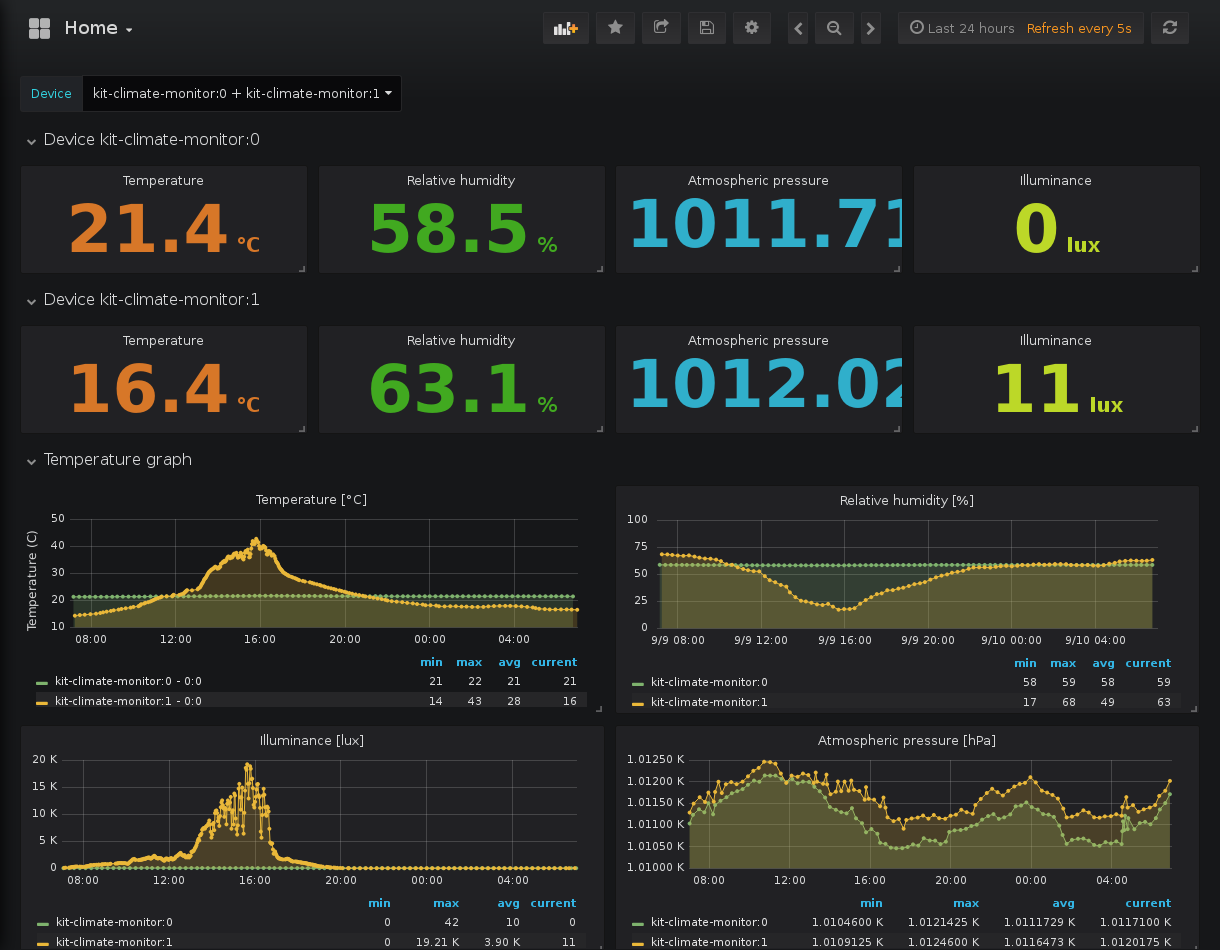 Home
Last 24 hours Refresh every 5s
Device kit-climate-monitor:0 + kit-climate-monitor:1
Device kit-climate-monitor:0
Temperature Relative humidity Atmospheric pressure Illuminance
21.4 °C 58.5 % 1011.71 0 lux
Device kit-climate-monitor:1
Temperature Relative humidity Atmospheric pressure Illuminance
16.4 °C 63.1 % 1012.02 11 lux
Temperature graph
Temperature [°C]
Temperature (C)
50
40
30
20
10
08:00 12:00 16:00 20:00 00:00 04:00
min max avg current
kit-climate-monitor:0 - 0:0 21 22 21 21
kit-climate-monitor:1 - 0:0 14 43 28 16
Relative humidity [%]
100
75
50
25
0
9/9 08:00 9/9 12:00 9/9 16:00 9/9 20:00 9/10 00:00 9/10 04:00
min max avg current
kit-climate-monitor:0 58 59 58 59
kit-climate-monitor:1 17 68 49 63
Illuminance [lux]
20 K
15 K
10 K
5 K
0
08:00 12:00 16:00 20:00 00:00 04:00
min max avg current
kit-climate-monitor:0 0 42 10 0
kit-climate-monitor:1 0 19.21 K 3.90 K 11
Atmospheric pressure [hPa]
1.01250 K
1.01200 K
1.01150 K
1.01100 K
1.01050 K
1.01000 K
08:00 12:00 16:00 20:00 00:00 04:00
min max avg current
kit-climate-monitor:0 1.0104600 K 1.0121425 K 1.0111729 K 1.0117100 K
kit-climate-monitor:1 1.0109125 K 1.0124600 K 1.0116473 K 1.0120175 K